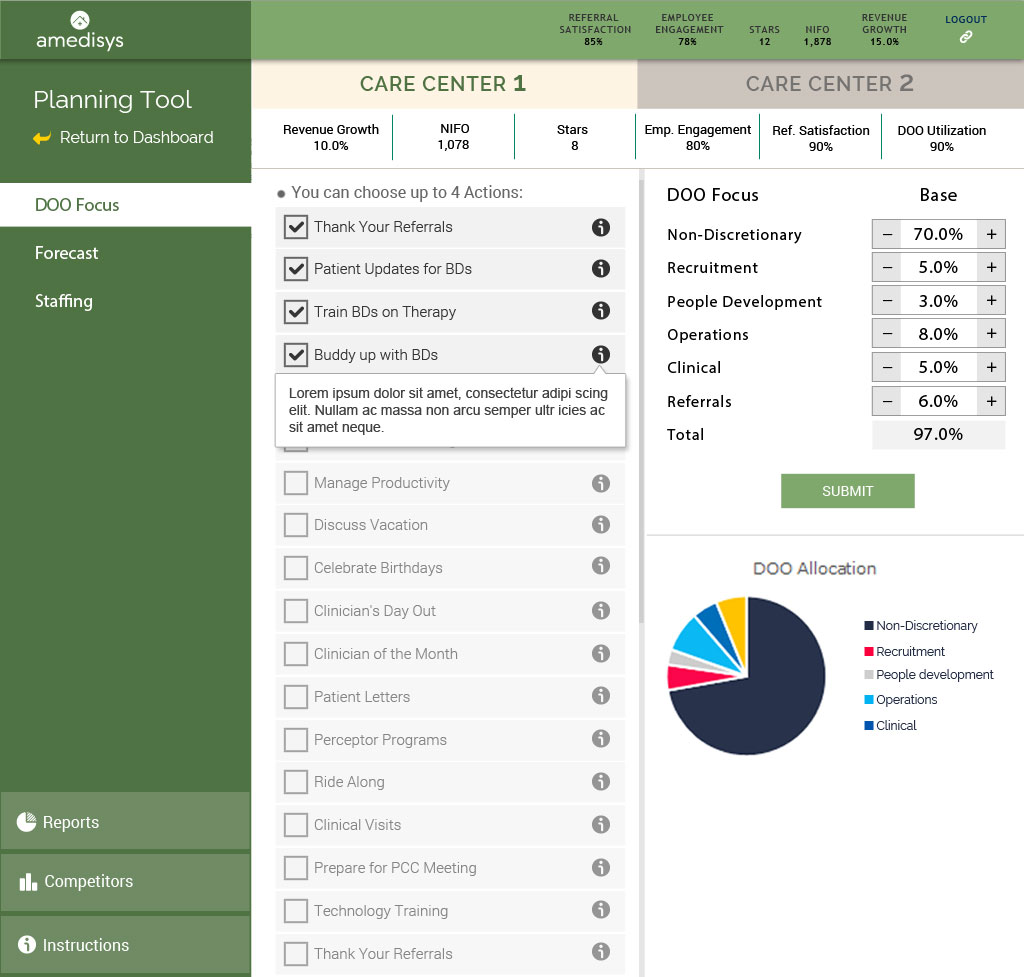 amedisys
REFERRAL
SATISFACTION
85%
EMPLOYEE
ENGAGEMENT
78%
STARS
12
NIFO
1,878
REVENUE
GROWTH
15.0%
LOGOUT
Planning Tool
Return to Dashboard
DOO Focus
Forecast
Staffing
Reports
Competitors
Instructions
CARE CENTER 1
CARE CENTER 2
Revenue Growth
10.0%
NIFO
1,078
Stars
8
Emp. Engagement
80%
Ref. Satisfaction
90%
DOO Utilization
90%
You can choose up to 4 Actions:
Thank Your Referrals
Patient Updates for BDs
Train BDs on Therapy
Buddy up with BDs
Lorem ipsum dolor sit amet, consectetur adipi scing
elit. Nullam ac massa non arcu semper ultr icies ac
sit amet neque.
Manage Productivity
Discuss Vacation
Celebrate Birthdays
Clinician's Day Out
Clinician of the Month
Patient Letters
Perceptor Programs
Ride Along
Clinical Visits
Prepare for PCC Meeting
Technology Training
Thank Your Referrals
DOO Focus Base
Non-Discretionary − 70.0% +
Recruitment − 5.0% +
People Development − 3.0% +
Operations − 8.0% +
Clinical − 5.0% +
Referrals − 6.0% +
Total 97.0%
SUBMIT
DOO Allocation
Non-Discretionary
Recruitment
People development
Operations
Clinical